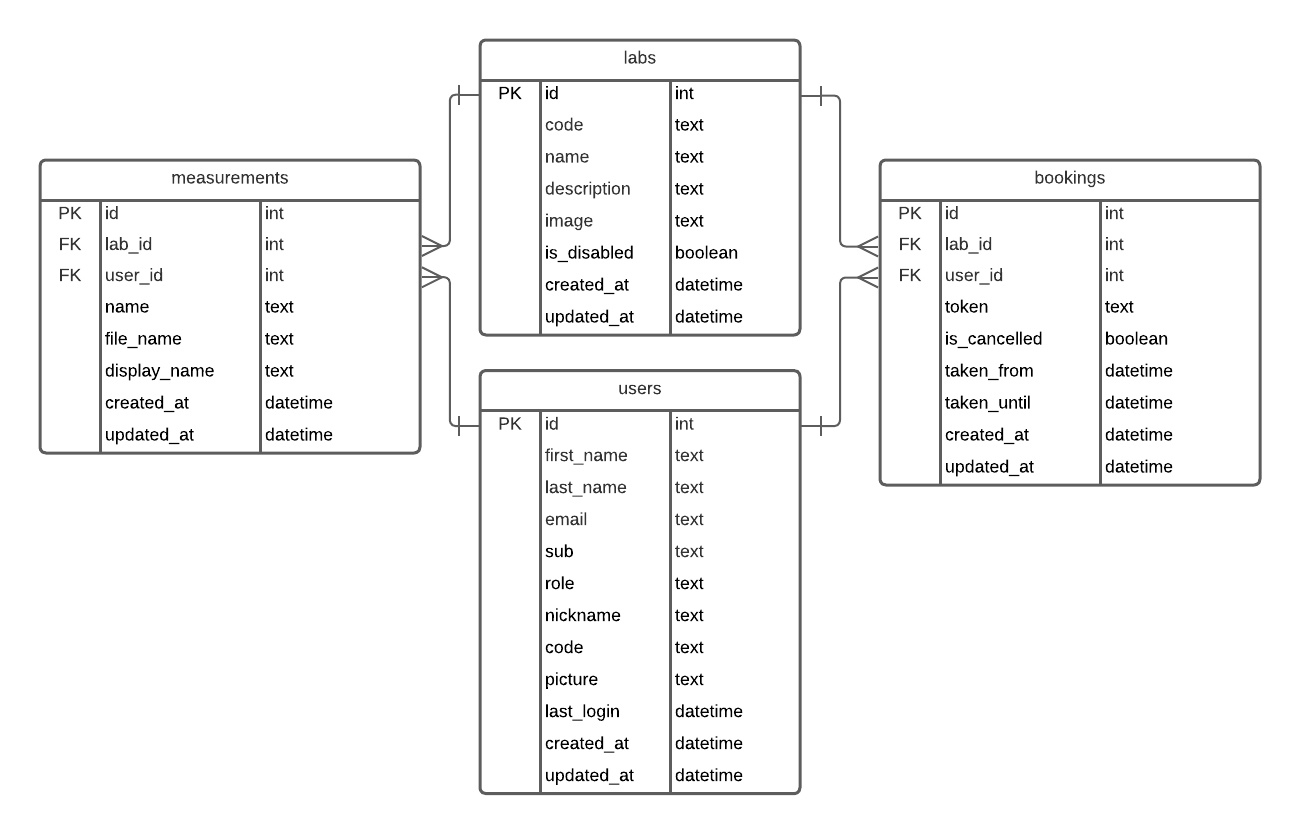 labs
PK id int
code text
name text
description text
image text
is_disabled boolean
created_at datetime
updated_at datetime
measurements
PK id int
FK lab_id int
FK user_id int
name text
file_name text
display_name text
created_at datetime
updated_at datetime
bookings
PK id int
FK lab_id int
FK user_id int
token text
is_cancelled boolean
taken_from datetime
taken_until datetime
created_at datetime
updated_at datetime
users
PK id int
first_name text
last_name text
email text
sub text
role text
nickname text
code text
picture text
last_login datetime
created_at datetime
updated_at datetime